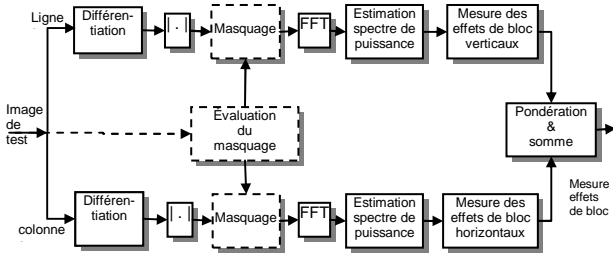 Ligne
Différen-
tiation
| . |
Masquage
FFT
Estimation
spectre de
puissance
Mesure des
effets de bloc
verticaux
Image
de
test
Évaluation
du
masquage
Pondération
&
somme
Mesure
effets
de bloc
colonne
Différen-
tiation
| . |
Masquage
FFT
Estimation
spectre de
puissance
Mesure des
effets de bloc
horizontaux